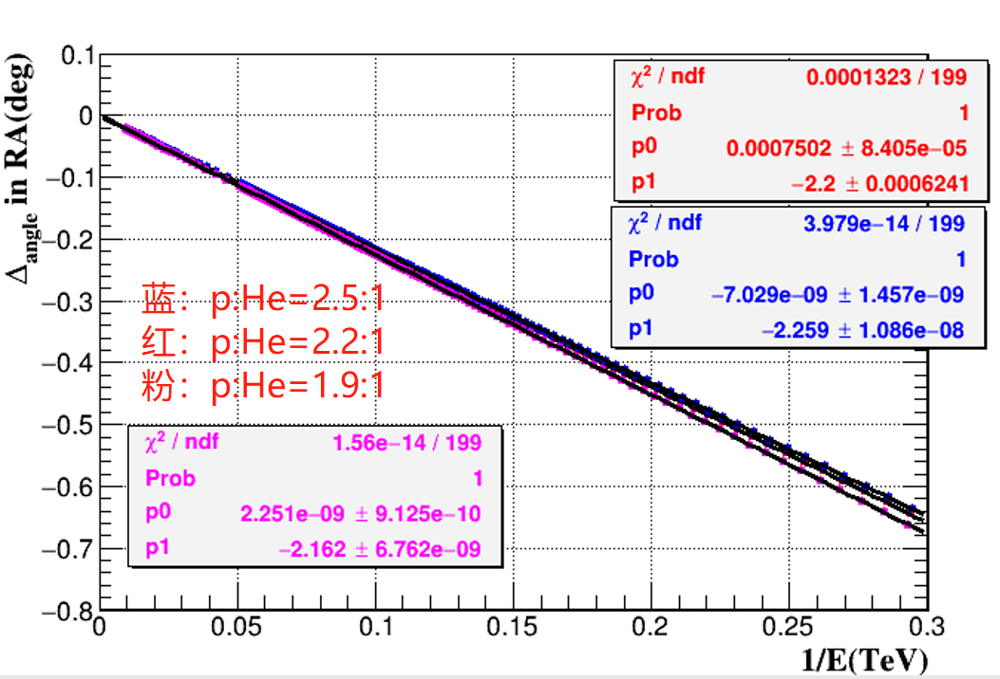 0.1
0
−0.1
−0.2
−0.3
−0.4
−0.5
−0.6
−0.7
−0.8
Δangle in RA(deg)
χ² / ndf 0.0001323 / 199
Prob 1
p0 0.0007502 ± 8.405e−05
p1 −2.2 ± 0.0006241
χ² / ndf 3.979e−14 / 199
Prob 1
p0 −7.029e−09 ± 1.457e−09
p1 −2.259 ± 1.086e−08
蓝：p:He=2.5:1
红：p:He=2.2:1
粉：p:He=1.9:1
χ² / ndf 1.56e−14 / 199
Prob 1
p0 2.251e−09 ± 9.125e−10
p1 −2.162 ± 6.762e−09
0 0.05 0.1 0.15 0.2 0.25 0.3
1/E(TeV)